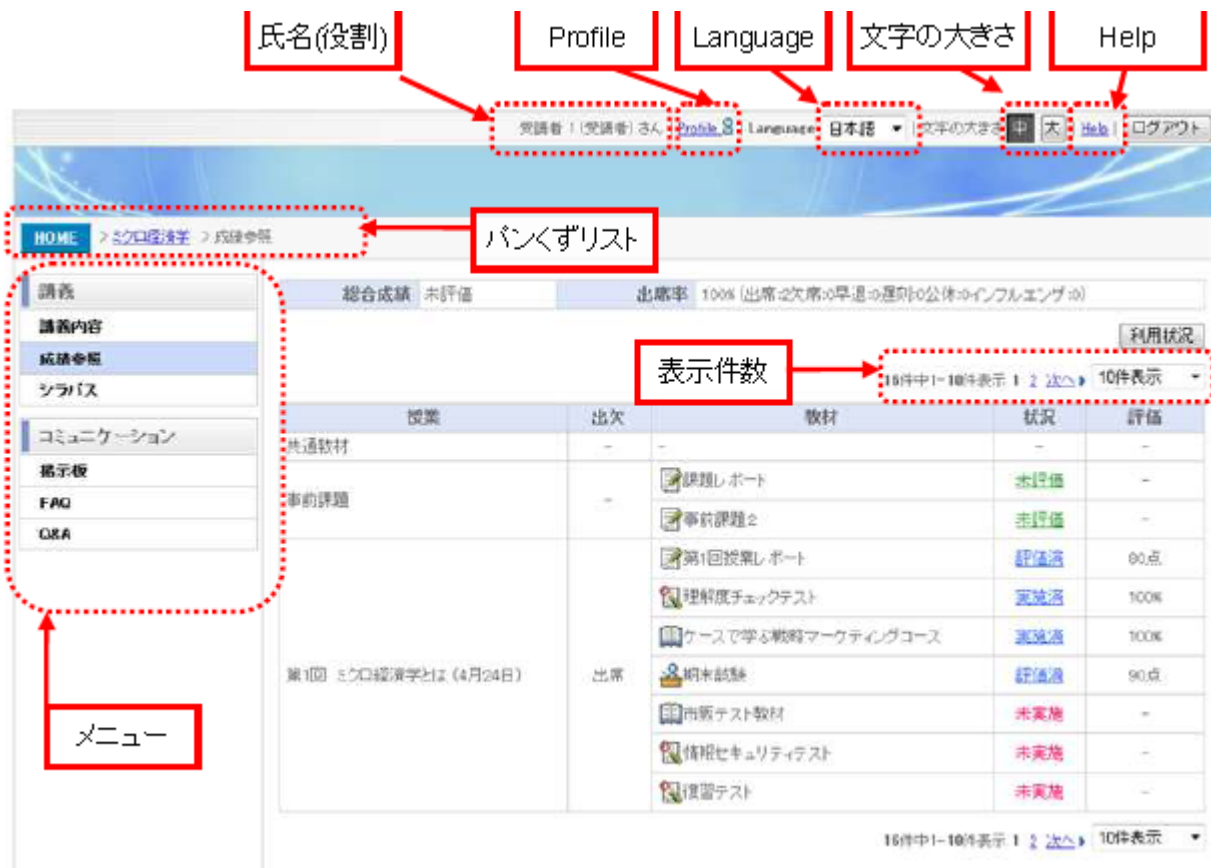 氏名(役割) Profile Language 文字の大きさ Help
受講者1(受講者)さん Profile | Language 日本語 | 文字の大きさ 中 大 | Help | ログアウト
HOME > ミクロ経済学 > 成績参照
パンくずリスト
講義
講義内容
成績参照
シラバス
コミュニケーション
掲示板
FAQ
Q&A
メニュー
総合成績 未評価 出席率 100% (出席:2欠席:0早退:0遅刻:0公休:0インフルエンザ:0)
利用状況
表示件数
16件中1-10件表示 1 2 次へ 10件表示
授業 出欠 教材 状況 評価
共通教材 - - - -
事前課題 - 課題レポート 未評価 -
事前課題2 未評価 -
第1回 ミクロ経済学とは (4月24日) 出席 第1回授業レポート 評価済 80点
理解度チェックテスト 実施済 100%
ケースで学ぶ戦略マーケティングコース 実施済 100%
期末試験 評価済 90点
市販テスト教材 未実施 -
情報セキュリティテスト 未実施 -
復習テスト 未実施 -
16件中1-10件表示 1 2 次へ 10件表示